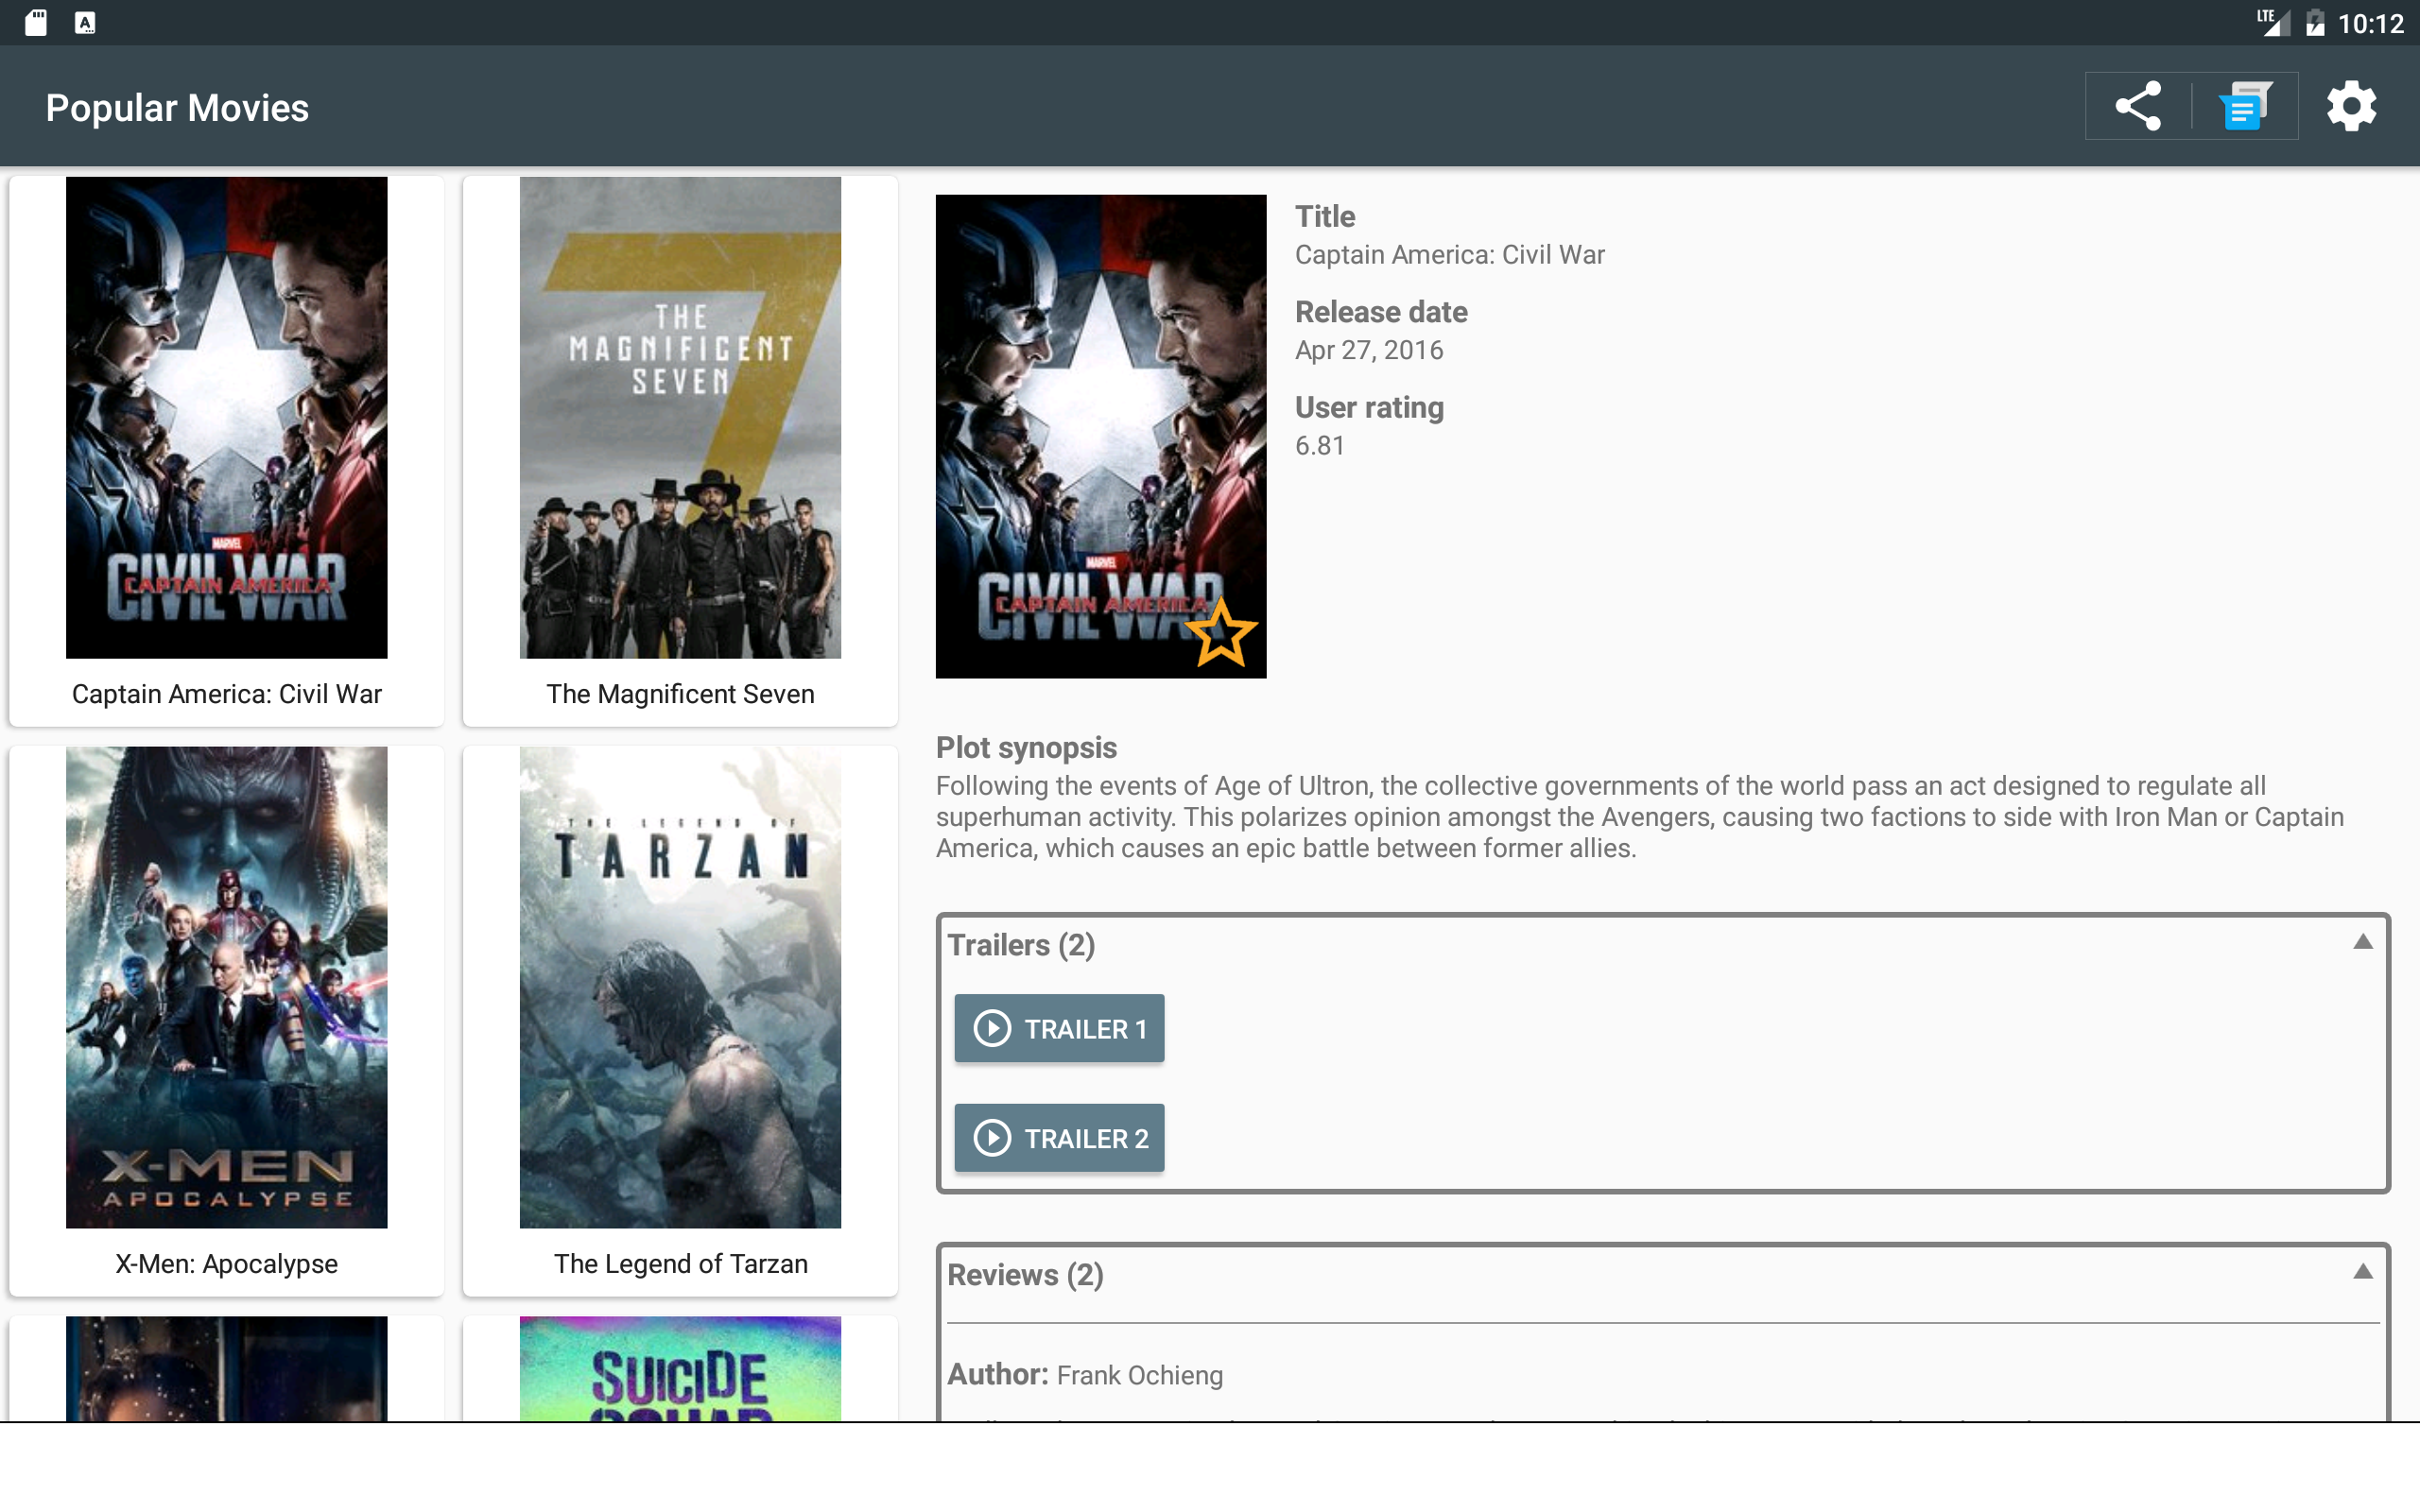 LTE
10:12
A
Popular Movies
THE
MAGNIFICENT
SEVEN
MARVEL
CIVIL WAR
CAPTAIN AMERICA
Captain America: Civil War
The Magnificent Seven
THE LEGEND OF
TARZAN
X-MEN
APOCALYPSE
X-Men: Apocalypse
The Legend of Tarzan
SUICIDE
SQUAD
MARVEL
CIVIL WAR
CAPTAIN AMERICA
Title
Captain America: Civil War
Release date
Apr 27, 2016
User rating
6.81
Plot synopsis
Following the events of Age of Ultron, the collective governments of the world pass an act designed to regulate all
superhuman activity. This polarizes opinion amongst the Avengers, causing two factions to side with Iron Man or Captain
America, which causes an epic battle between former allies.
Trailers (2)
TRAILER 1
TRAILER 2
Reviews (2)
Author: Frank Ochieng